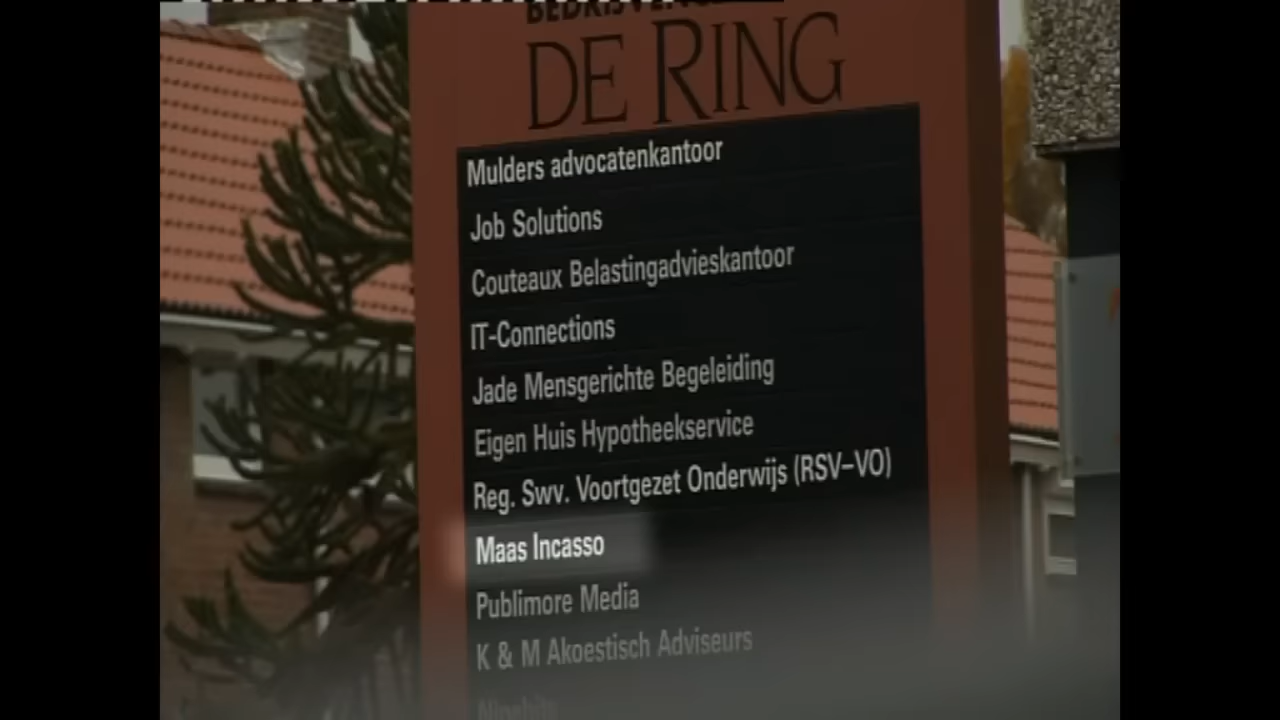 DE RING
Mulders advocatenkantoor
Job Solutions
Couteaux Belastingadvieskantoor
IT-Connections
Jade Mensgerichte Begeleiding
Eigen Huis Hypotheekservice
Reg. Swv. Voortgezet Onderwijs (RSV-VO)
Maas Incasso
Publimore Media
K & M Akoestisch Adviseurs